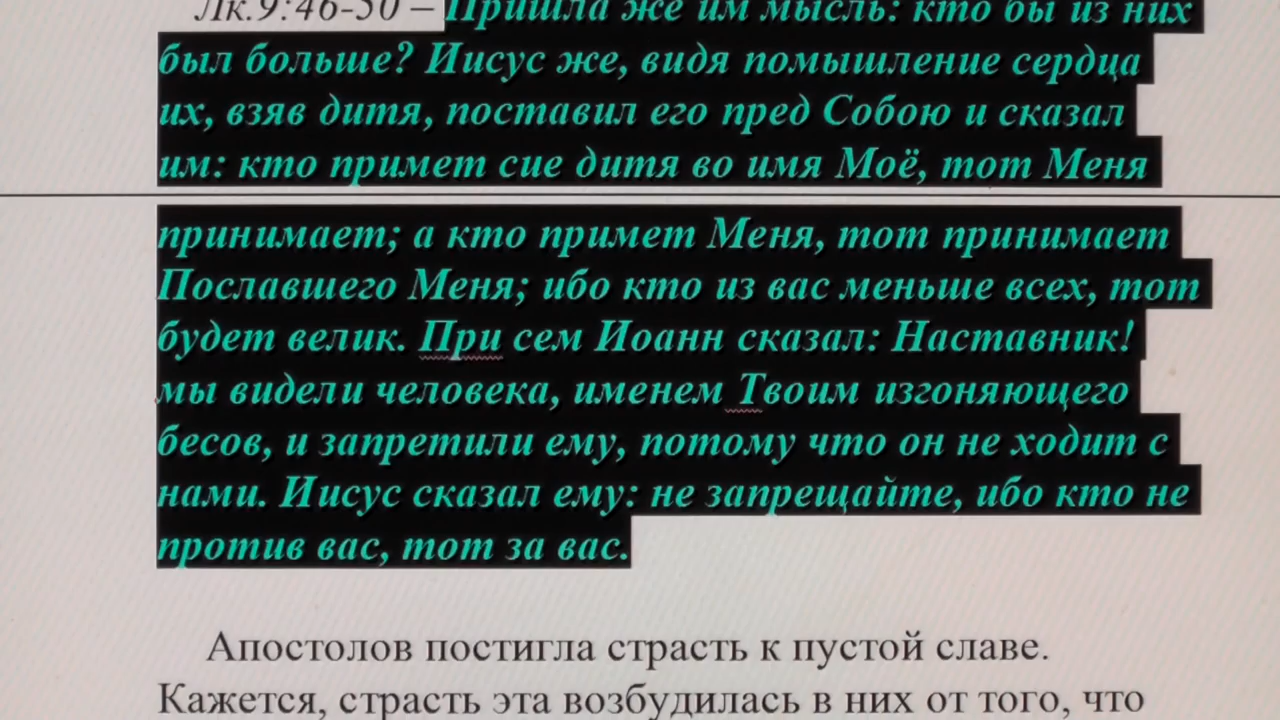 Лк.9:46-50 – Пришла же им мысль: кто бы из них
был больше? Иисус же, видя помышление сердца
их, взяв дитя, поставил его пред Собою и сказал
им: кто примет сие дитя во имя Моё, тот Меня
принимает; а кто примет Меня, тот принимает
Пославшего Меня; ибо кто из вас меньше всех, тот
будет велик. При сем Иоанн сказал: Наставник!
мы видели человека, именем Твоим изгоняющего
бесов, и запретили ему, потому что он не ходит с
нами. Иисус сказал ему: не запрещайте, ибо кто не
против вас, тот за вас.
Апостолов постигла страсть к пустой славе.
Кажется, страсть эта возбудилась в них от того, что